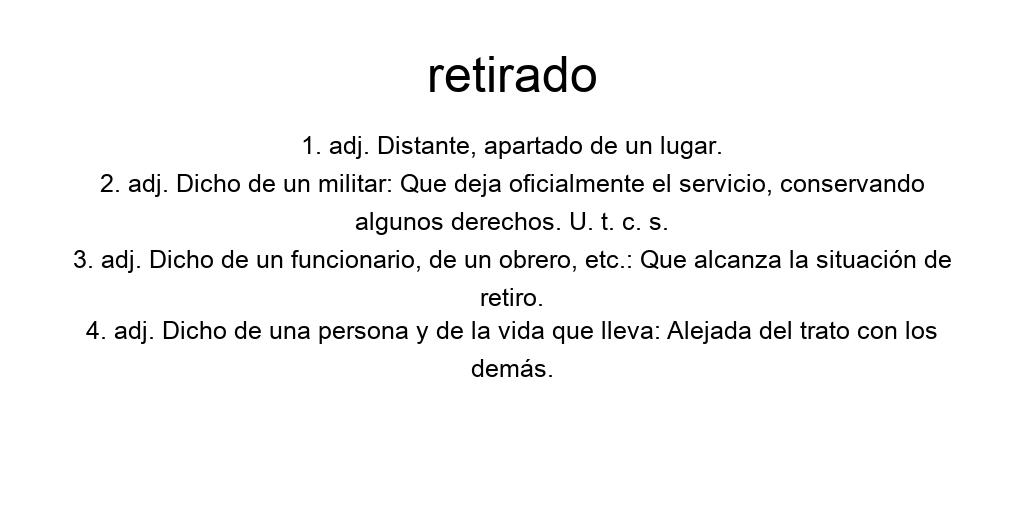 retirado
1. adj. Distante, apartado de un lugar.
2. adj. Dicho de un militar: Que deja oficialmente el servicio, conservando
algunos derechos. U. t. c. s.
3. adj. Dicho de un funcionario, de un obrero, etc.: Que alcanza la situación de
retiro.
4. adj. Dicho de una persona y de la vida que lleva: Alejada del trato con los
demás.